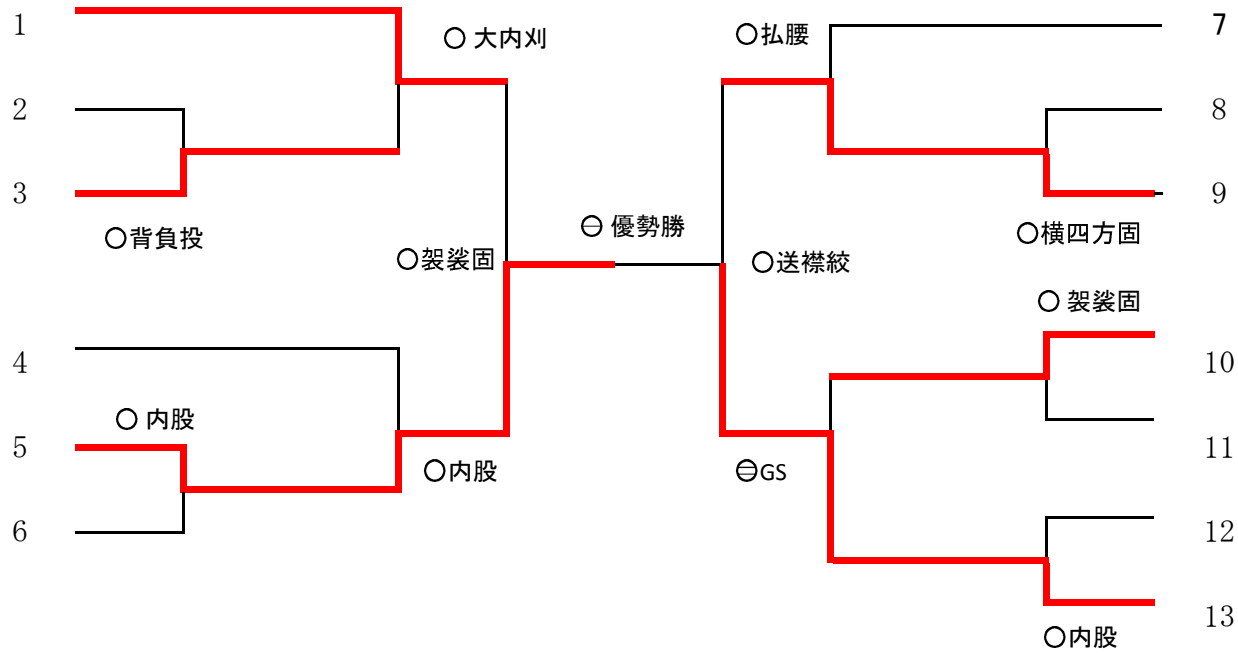 1
○ 大内刈
○払腰
7
2
8
3
9
○背負投
⊖ 優勢勝
○横四方固
○袈裟固
○送襟絞
○ 袈裟固
4
10
○ 内股
5
11
○内股
GS
6
12
13
○内股